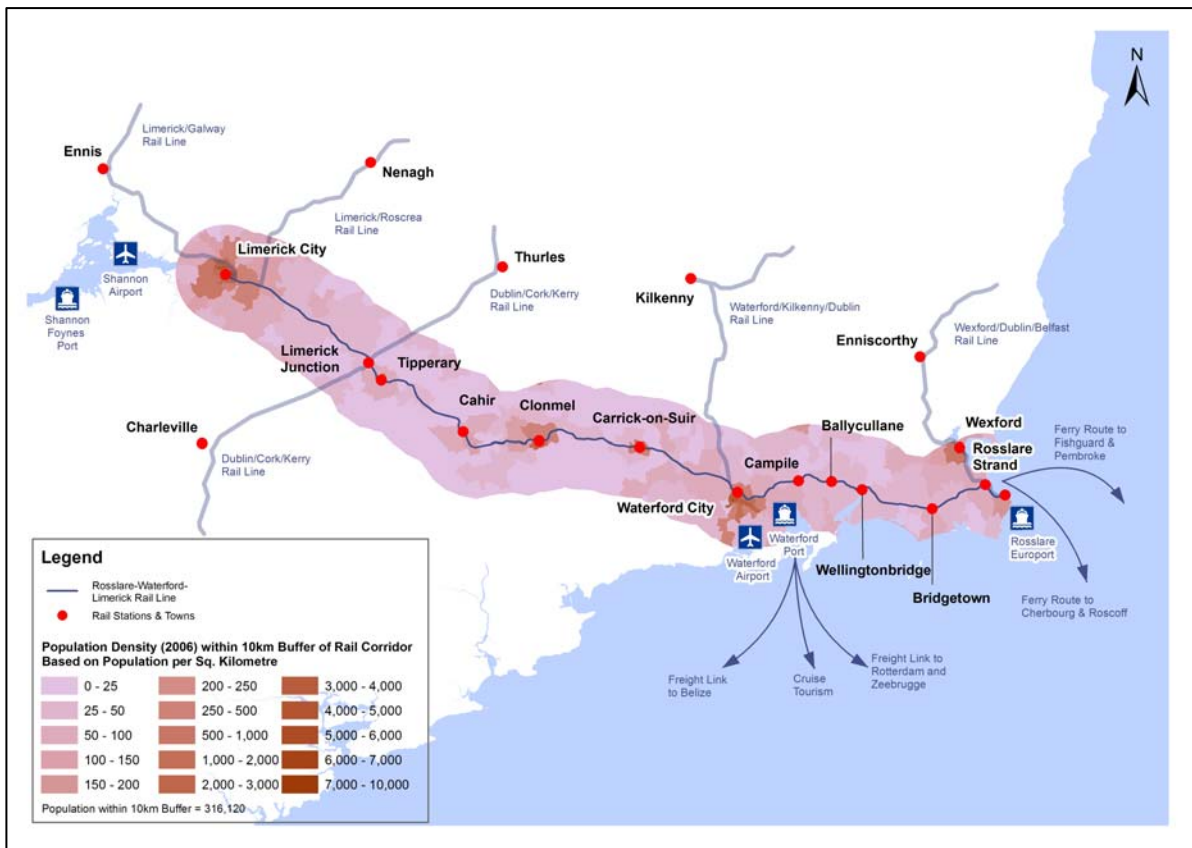 N
Limerick/Galway
Rail Line
Ennis
Nenagh
Limerick/Roscrea
Rail Line
Limerick City
Shannon
Airport
Shannon
Foynes
Port
Thurles
Dublin/Cork/Kerry
Rail Line
Kilkenny
Waterford/Kilkenny/Dublin
Rail Line
Enniscorthy
Wexford/Dublin/Belfast
Rail Line
Limerick
Junction
Tipperary
Cahir
Clonmel
Carrick-on-Suir
Charleville
Dublin/Cork/Kerry
Rail Line
Ballycullane
Wexford
Rosslare
Strand
Ferry Route to
Fishguard &
Pembroke
Campile
Waterford City
Waterford
Port
Waterford
Airport
Rosslare
Europort
Wellingtonbridge
Bridgetown
Ferry Route to
Cherbourg & Roscoff
Freight Link
to Belize
Cruise
Tourism
Freight Link to
Rotterdam and
Zeebrugge
Legend
Rosslare-Waterford-
Limerick Rail Line
Rail Stations & Towns
Population Density (2006) within 10km Buffer of Rail Corridor
Based on Population per Sq. Kilometre
0 - 25
25 - 50
50 - 100
100 - 150
150 - 200
200 - 250
250 - 500
500 - 1,000
1,000 - 2,000
2,000 - 3,000
3,000 - 4,000
4,000 - 5,000
5,000 - 6,000
6,000 - 7,000
7,000 - 10,000
Population within 10km Buffer = 316,120